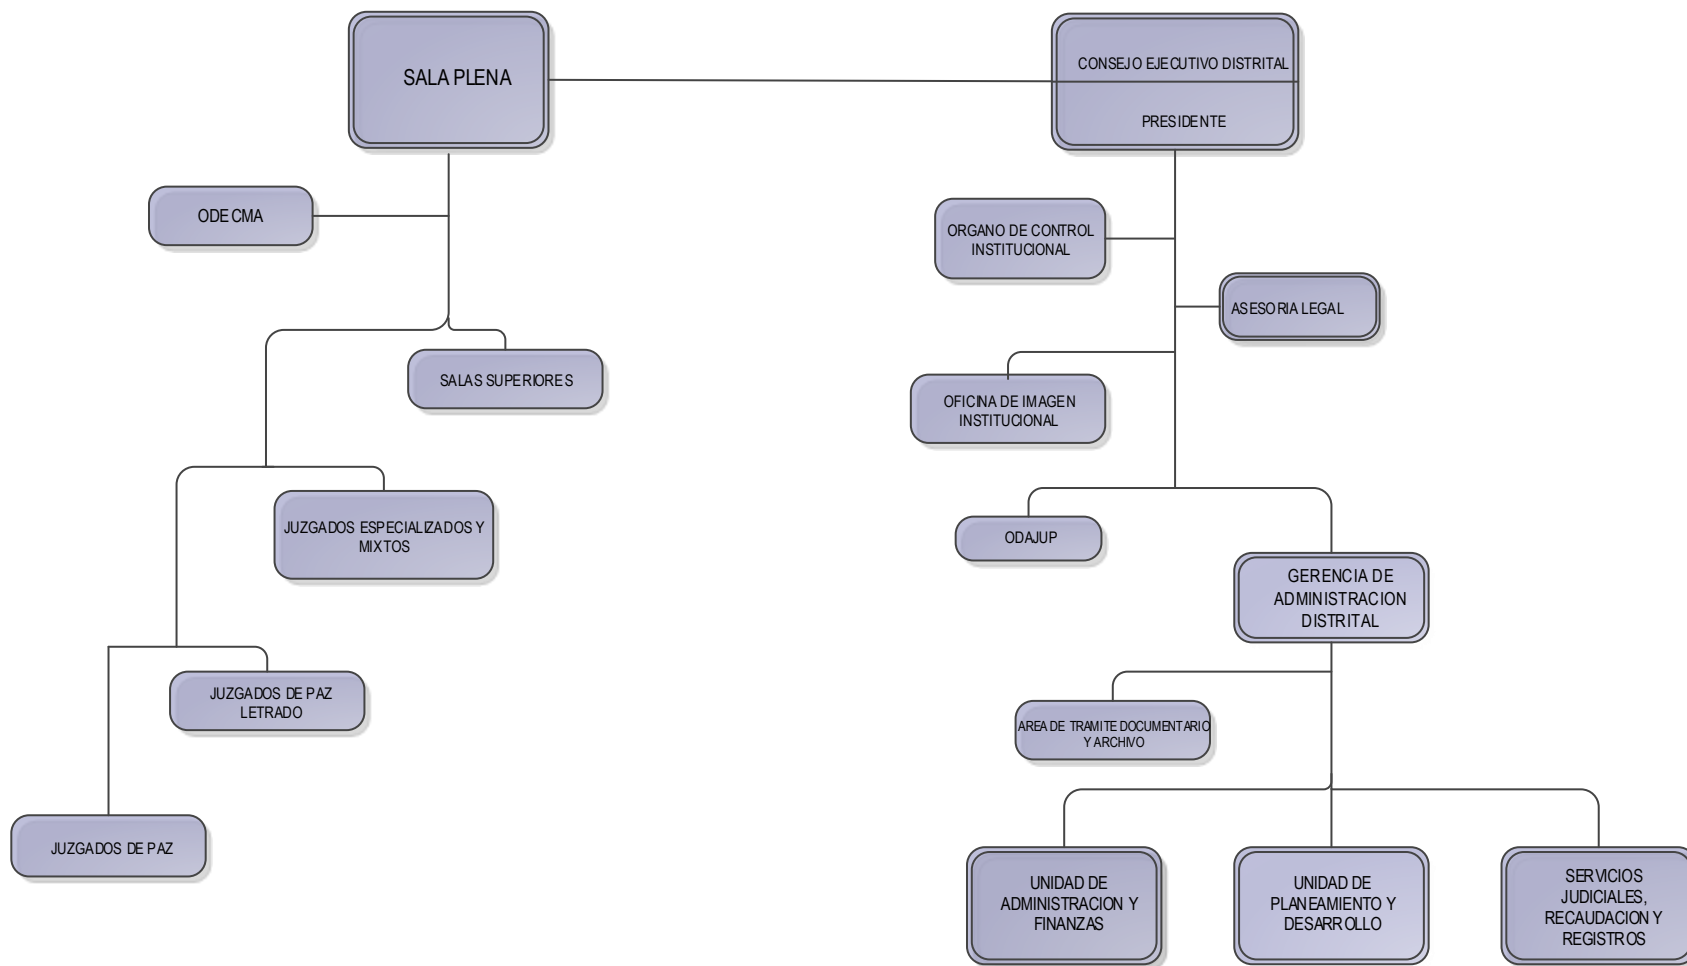 SALA PLENA
CONSEJO EJECUTIVO DISTRITAL
PRESIDENTE
ODECMA
ORGANO DE CONTROL
INSTITUCIONAL
ASESORIA LEGAL
SALAS SUPERIORES
OFICINA DE IMAGEN
INSTITUCIONAL
JUZGADOS ESPECIALIZADOS Y
MIXTOS
ODAJUP
GERENCIA DE
ADMINISTRACION
DISTRITAL
JUZGADOS DE PAZ
LETRADO
AREA DE TRAMITE DOCUMENTARIO
Y ARCHIVO
JUZGADOS DE PAZ
UNIDAD DE
ADMINISTRACION Y
FINANZAS
UNIDAD DE
PLANEAMIENTO Y
DESARROLLO
SERVICIOS
JUDICIALES,
RECAUDACION Y
REGISTROS